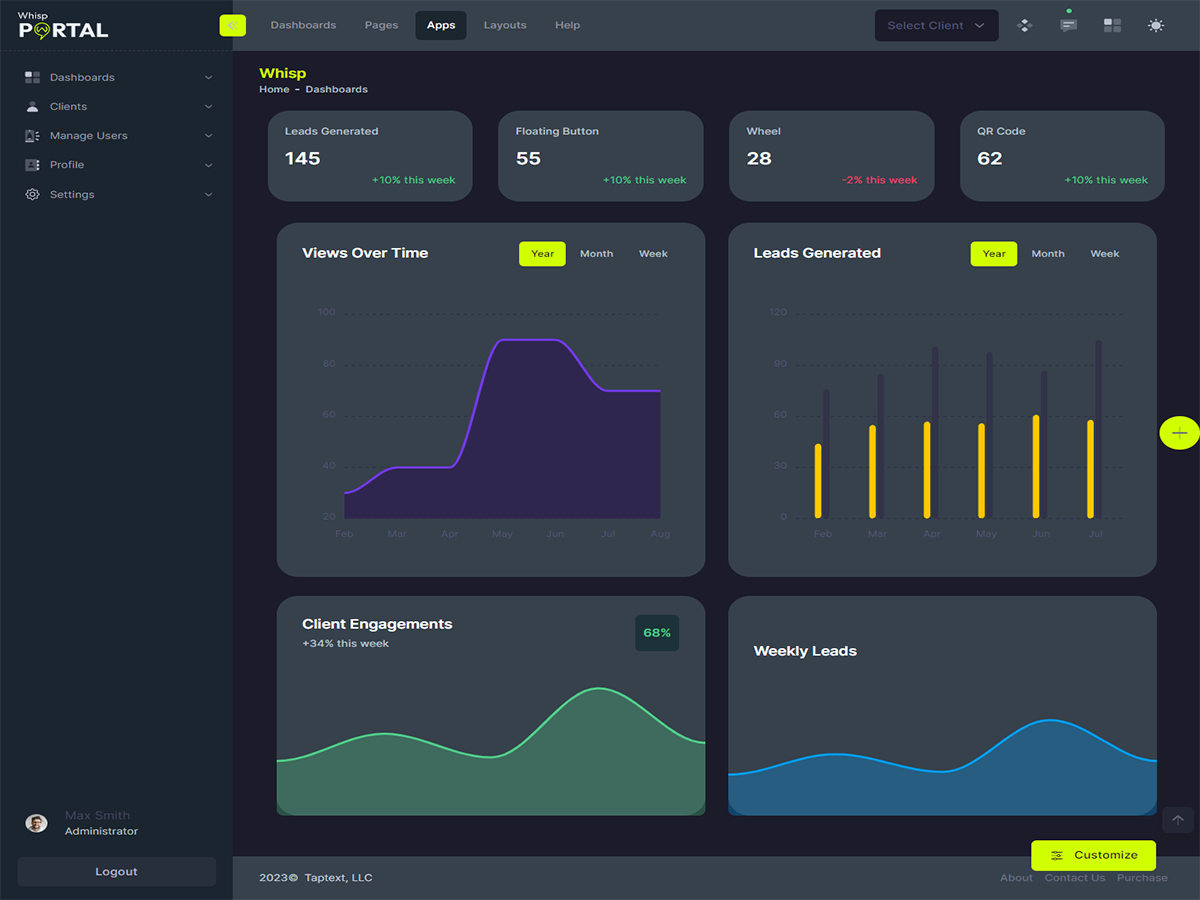 Whisp
PORTAL
Dashboards Pages Apps Layouts Help
Select Client
Dashboards
Clients
Manage Users
Profile
Settings
Max Smith
Administrator
Logout
Whisp
Home - Dashboards
Leads Generated
145
+10% this week
Floating Button
55
+10% this week
Wheel
28
-2% this week
QR Code
62
+10% this week
Views Over Time
Year Month Week
100
80
60
40
20
Feb Mar Apr May Jun Jul Aug
Leads Generated
Year Month Week
120
90
60
30
0
Feb Mar Apr May Jun Jul
Client Engagements
+34% this week
68%
Weekly Leads
Customize
2023© Taptext, LLC
About Contact Us Purchase